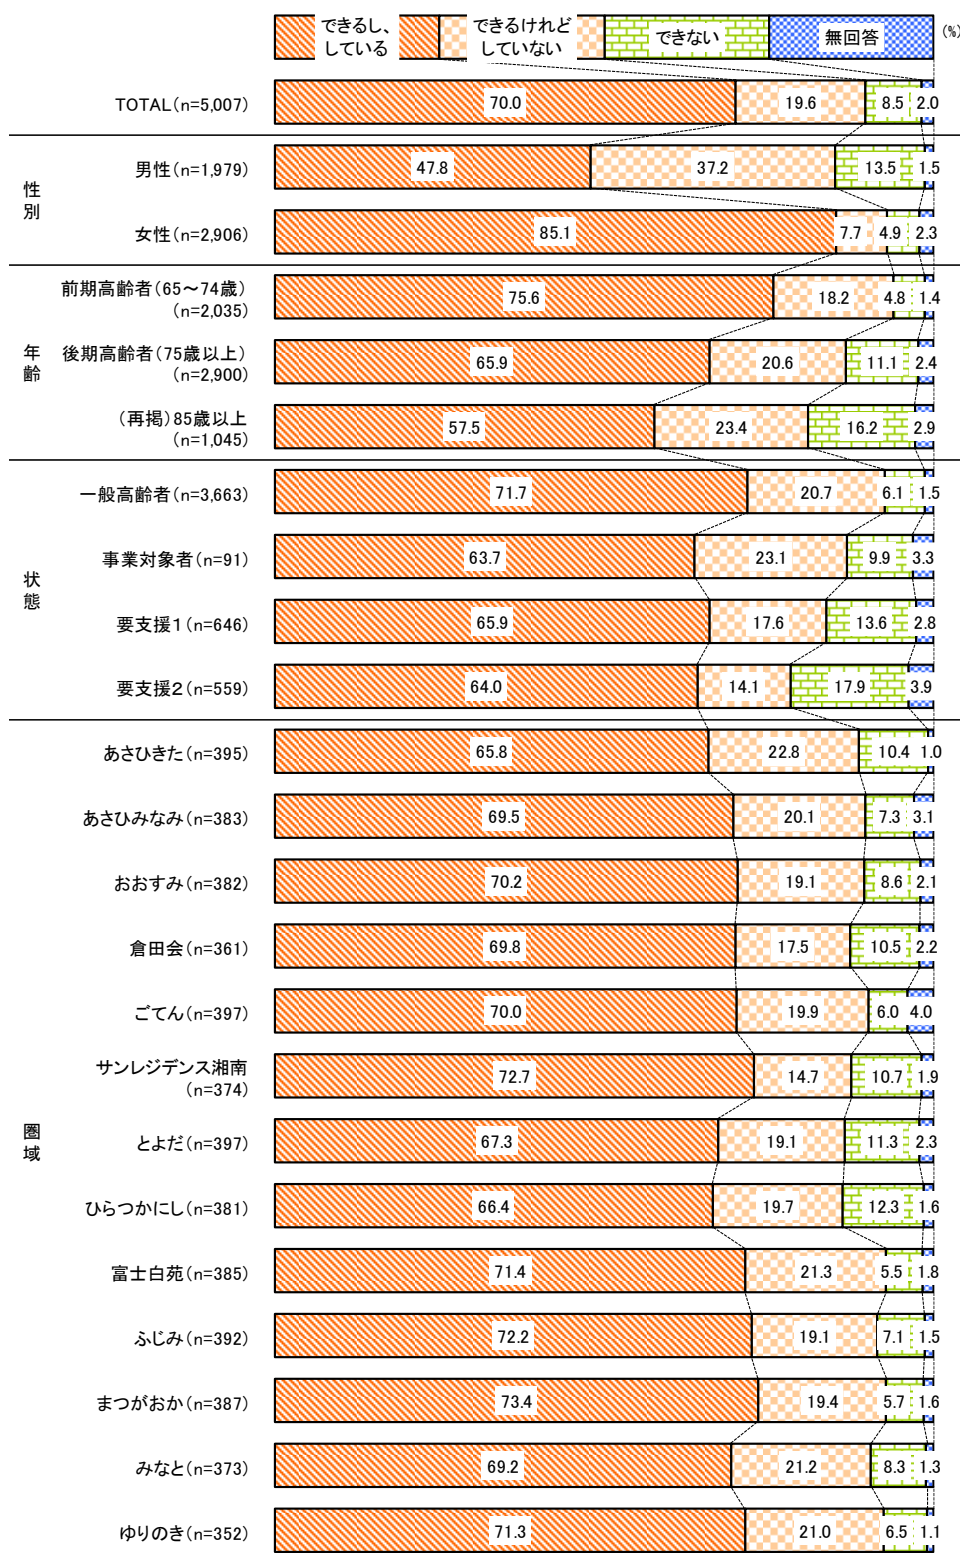 できるし、
している
できるけれど
していない
できない
無回答
(%)
TOTAL(n=5,007)
70.0 19.6 8.5 2.0
性別
男性(n=1,979)
47.8 37.2 13.5 1.5
女性(n=2,906)
85.1 7.7 4.9 2.3
年齢
前期高齢者(65～74歳)
(n=2,035)
75.6 18.2 4.8 1.4
後期高齢者(75歳以上)
(n=2,900)
65.9 20.6 11.1 2.4
(再掲)85歳以上
(n=1,045)
57.5 23.4 16.2 2.9
状態
一般高齢者(n=3,663)
71.7 20.7 6.1 1.5
事業対象者(n=91)
63.7 23.1 9.9 3.3
要支援1(n=646)
65.9 17.6 13.6 2.8
要支援2(n=559)
64.0 14.1 17.9 3.9
圏域
あさひきた(n=395)
65.8 22.8 10.4 1.0
あさひみなみ(n=383)
69.5 20.1 7.3 3.1
おおすみ(n=382)
70.2 19.1 8.6 2.1
倉田会(n=361)
69.8 17.5 10.5 2.2
ごてん(n=397)
70.0 19.9 6.0 4.0
サンレジデンス湘南
(n=374)
72.7 14.7 10.7 1.9
とよだ(n=397)
67.3 19.1 11.3 2.3
ひらつかにし(n=381)
66.4 19.7 12.3 1.6
富士白苑(n=385)
71.4 21.3 5.5 1.8
ふじみ(n=392)
72.2 19.1 7.1 1.5
まつがおか(n=387)
73.4 19.4 5.7 1.6
みなと(n=373)
69.2 21.2 8.3 1.3
ゆりのき(n=352)
71.3 21.0 6.5 1.1